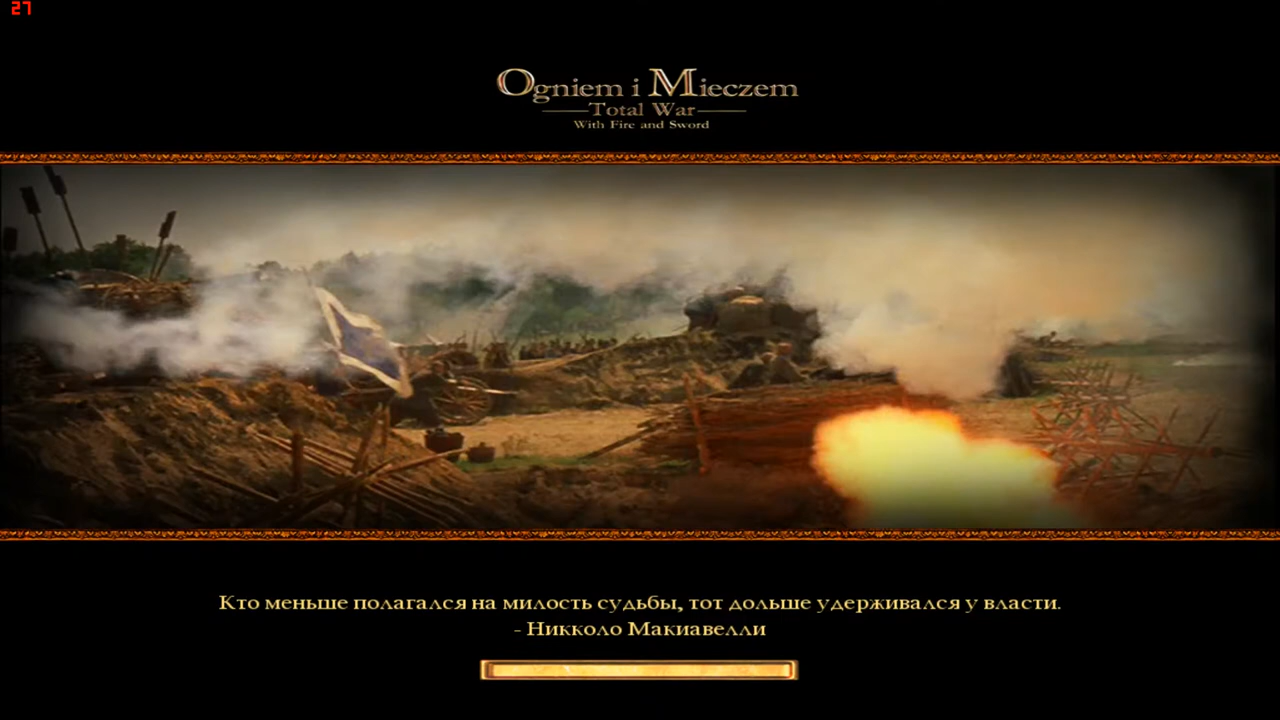 27
Ogniem i Mieczem
Total War
With Fire and Sword
Кто меньше полагался на милость судьбы, тот дольше удерживался у власти.
- Никколо Макиавелли